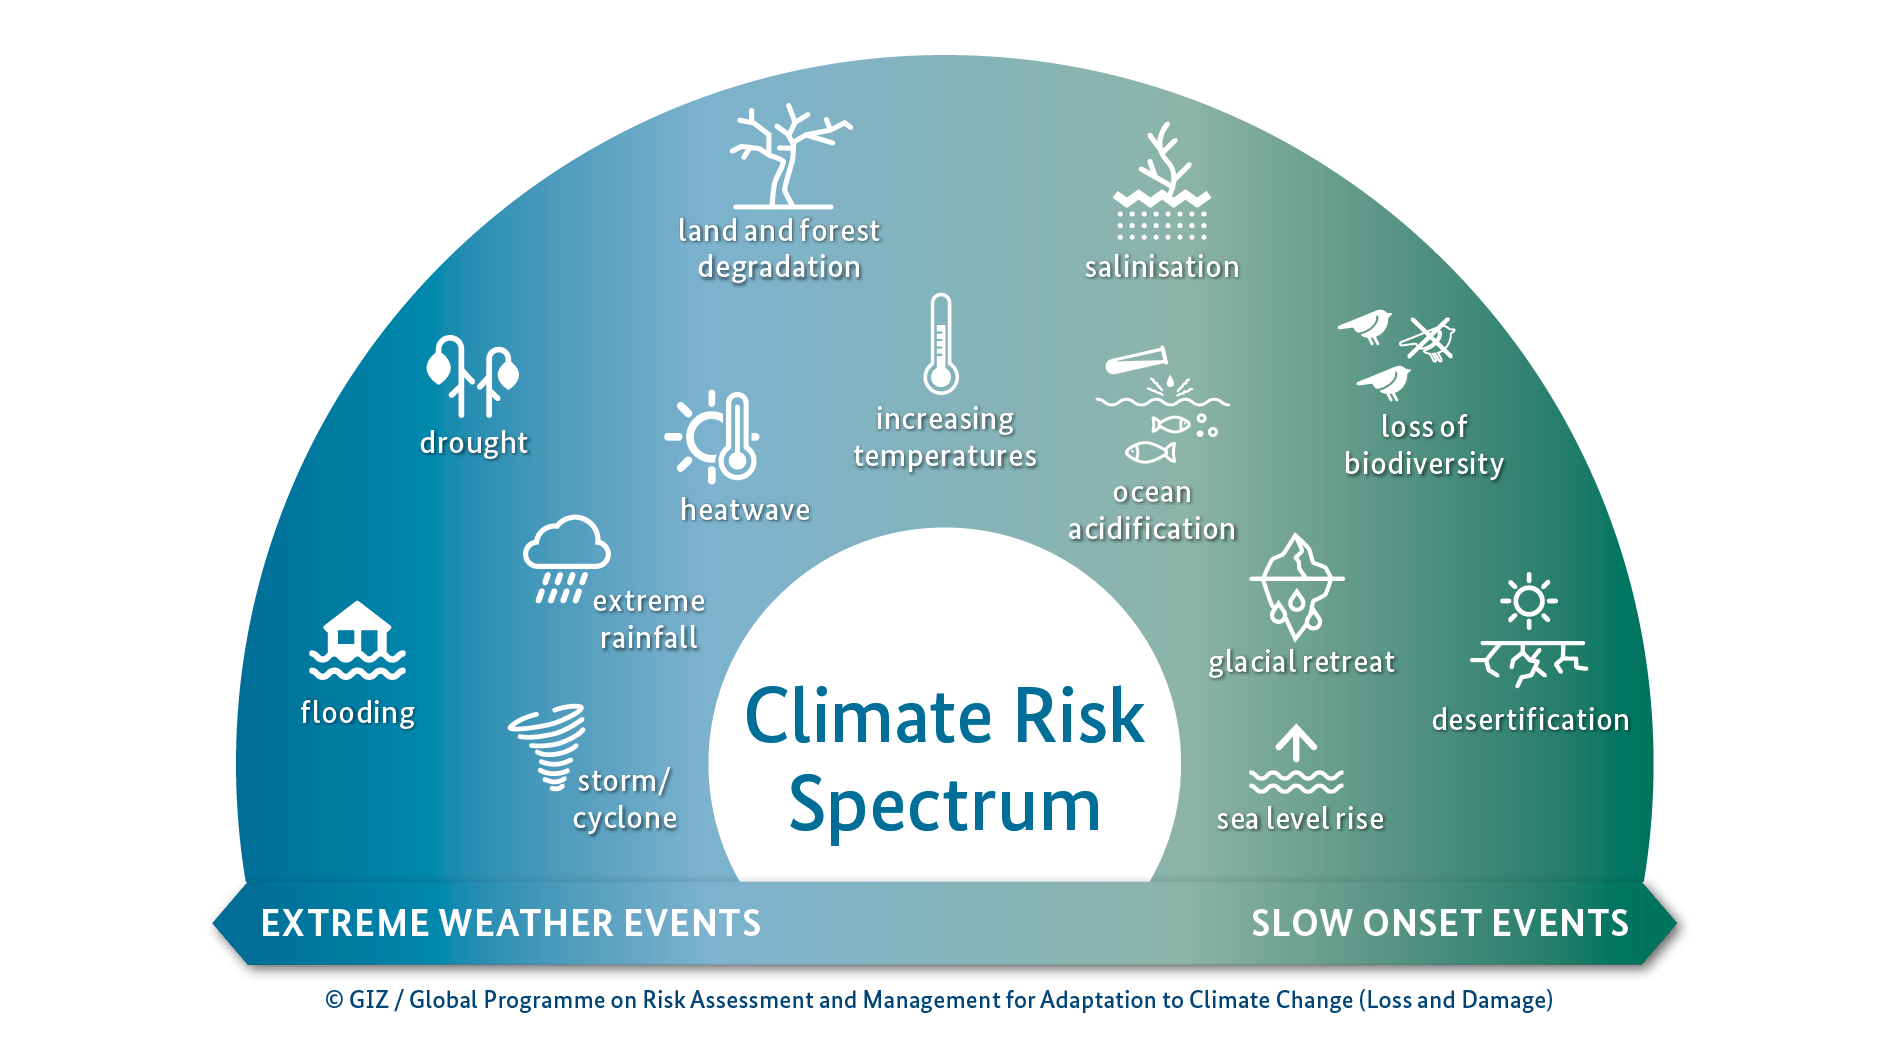 land and forest
degradation
salinisation
drought
heatwave
increasing
temperatures
ocean
acidification
loss of
biodiversity
extreme
rainfall
flooding
storm/
cyclone
glacial retreat
desertification
sea level rise
Climate Risk
Spectrum
EXTREME WEATHER EVENTS
SLOW ONSET EVENTS
© GIZ / Global Programme on Risk Assessment and Management for Adaptation to Climate Change (Loss and Damage)